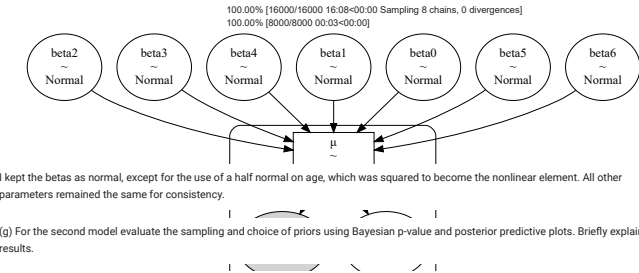 100.00% [16000/16000 16:08<00:00 Sampling 8 chains, 0 divergences]
100.00% [8000/8000 00:03<00:00]
beta2 beta3 beta4 beta1 beta0 beta5 beta6
~ ~ ~ ~ ~ ~ ~
Normal Normal Normal Normal Normal Normal Normal
μ
~
I kept the betas as normal, except for the use of a half normal on age, which was squared to become the nonlinear element. All other
parameters remained the same for consistency.
(g) For the second model evaluate the sampling and choice of priors using Bayesian p-value and posterior predictive plots. Briefly explain
results.